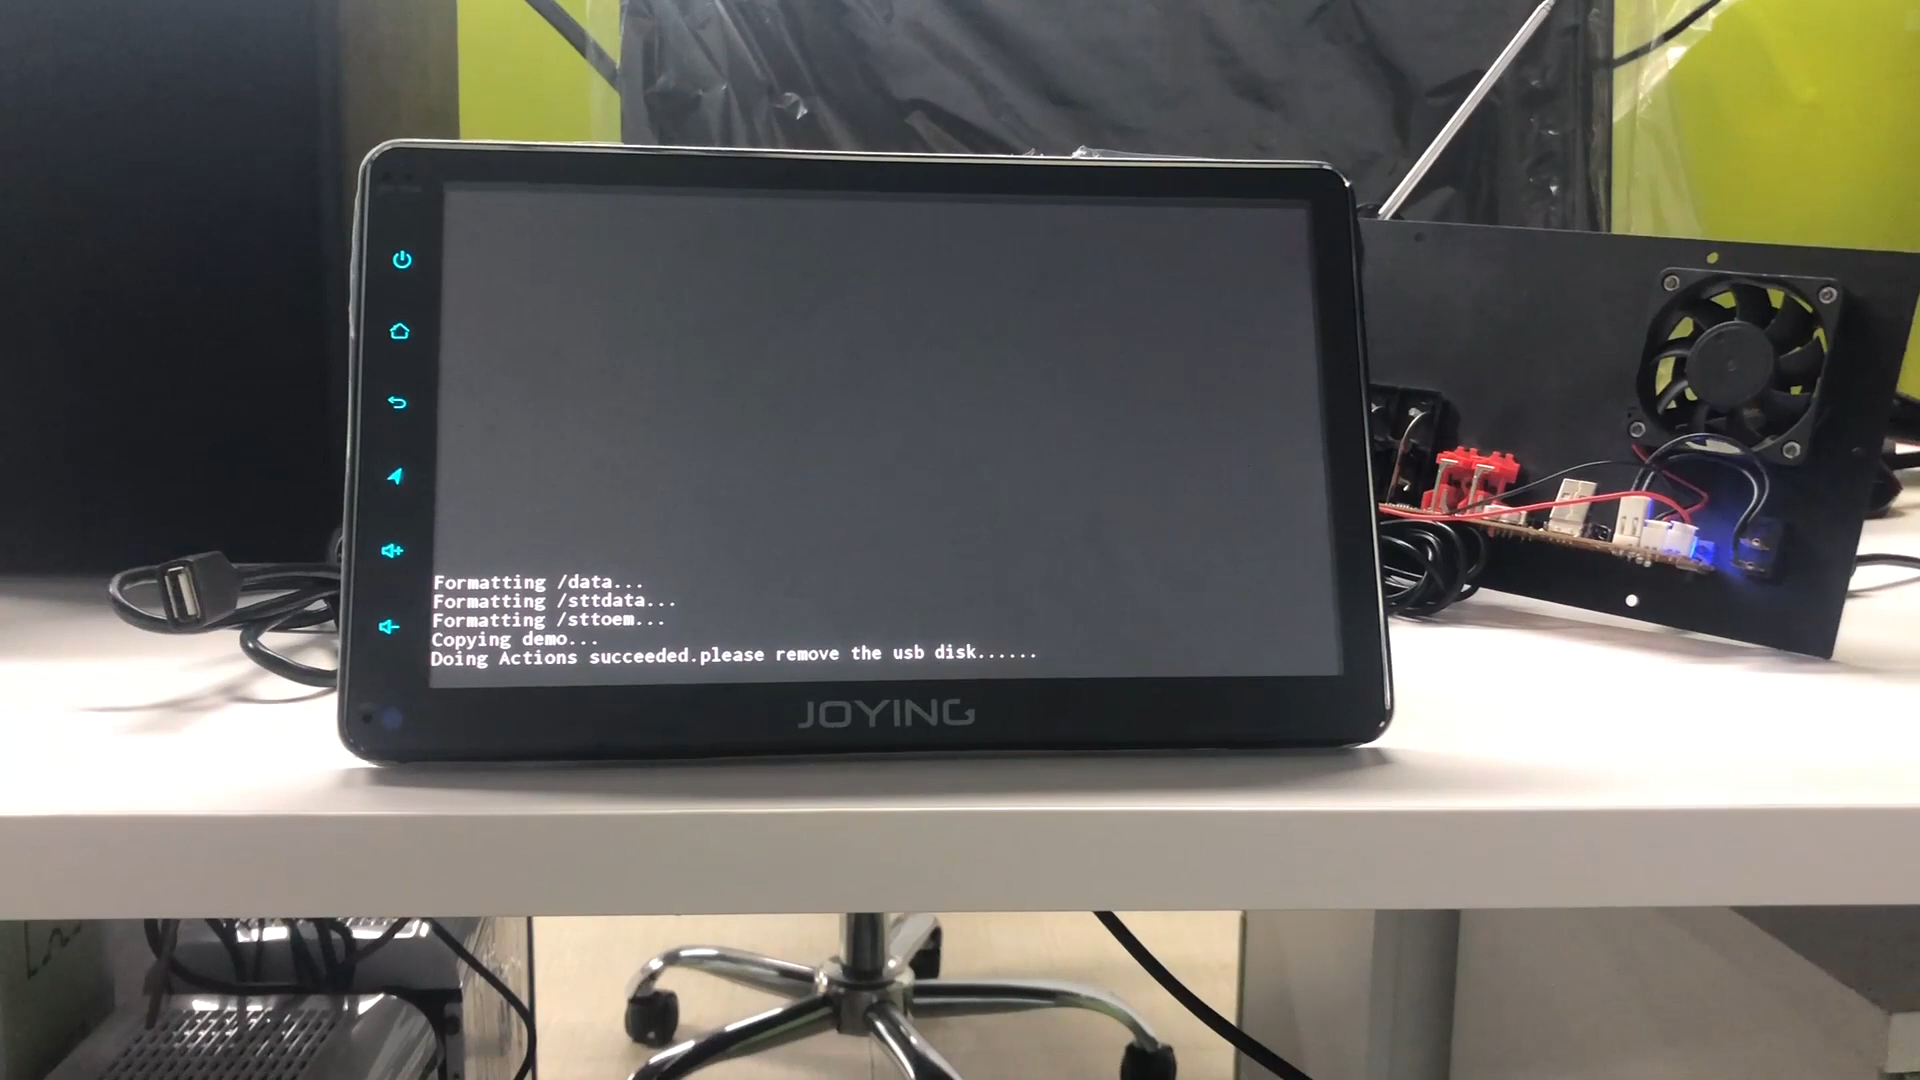 Formatting /data...
Formatting /sttdata...
Formatting /sttoem...
Copying demo...
Doing Actions succeeded.please remove the usb disk......
JOYING